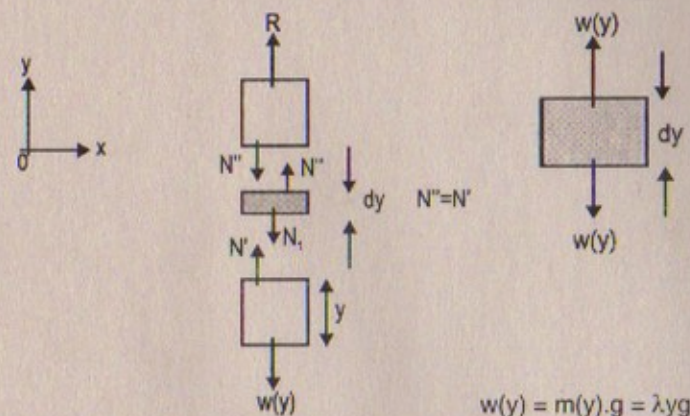 R
w(y)
y
x
0
N" N"
dy N"=N'
dy
N' N₁
w(y)
y
w(y)
w(y) = m(y).g = λyg